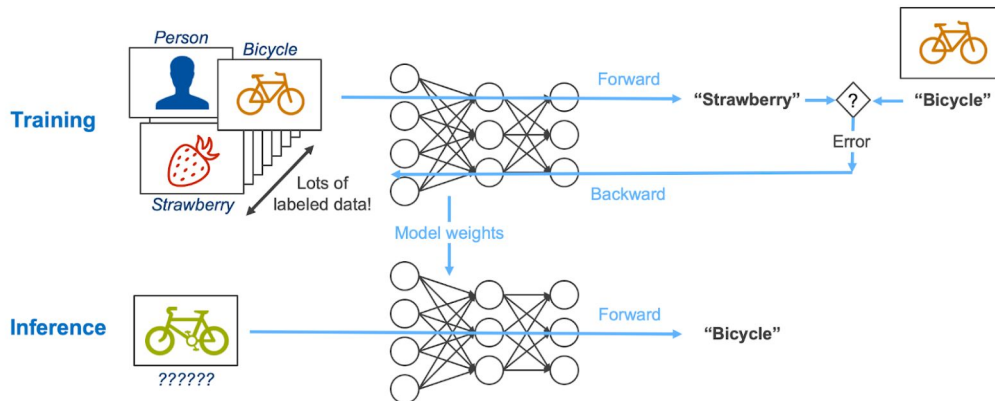 Person
Bicycle
Training
Strawberry
Lots of
labeled data!
Forward
“Strawberry”
?
“Bicycle”
Error
Backward
Model weights
Inference
??????
Forward
“Bicycle”